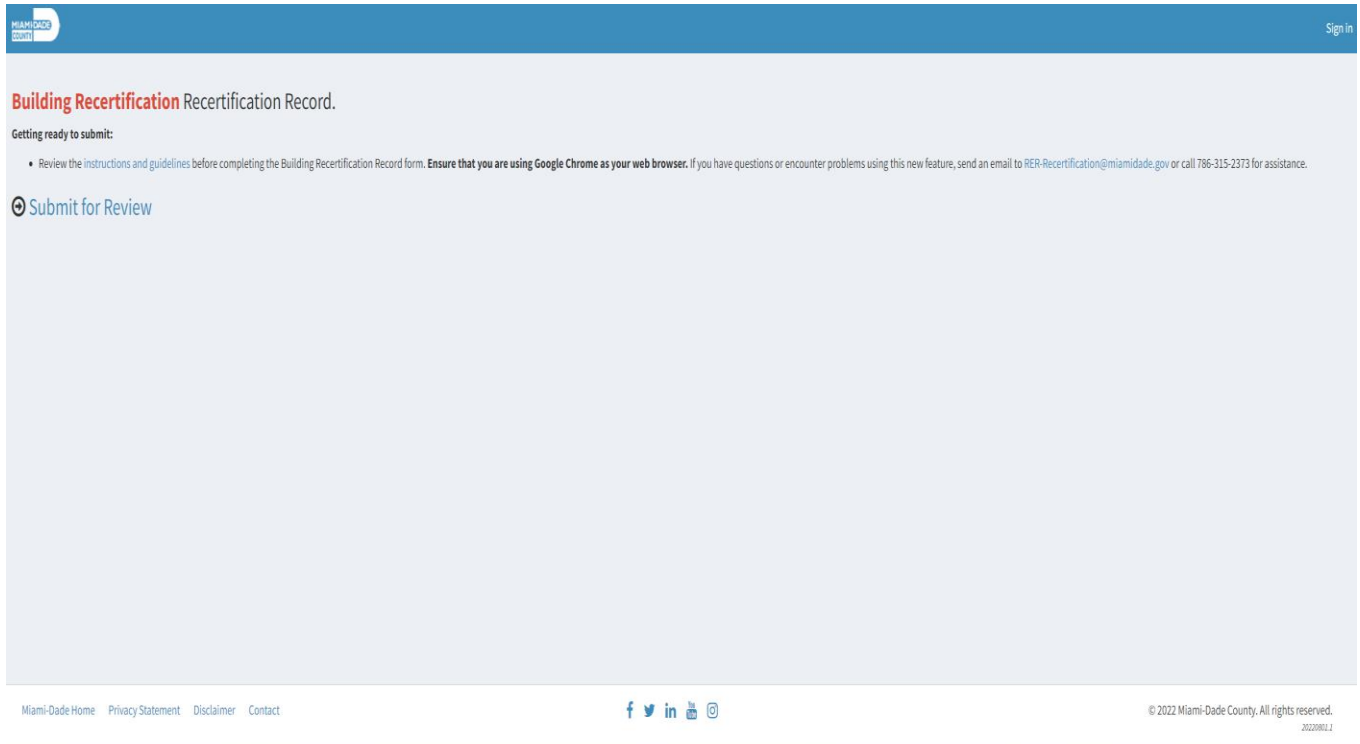 MIAMI-DADE
COUNTY
Sign in
Building Recertification Recertification Record.
Getting ready to submit:
• Review the instructions and guidelines before completing the Building Recertification Record form. Ensure that you are using Google Chrome as your web browser. If you have questions or encounter problems using this new feature, send an email to RER-Recertification@miamidade.gov or call 786-315-2373 for assistance.
Submit for Review
Miami-Dade Home Privacy Statement Disclaimer Contact
© 2022 Miami-Dade County. All rights reserved.
20220801.1